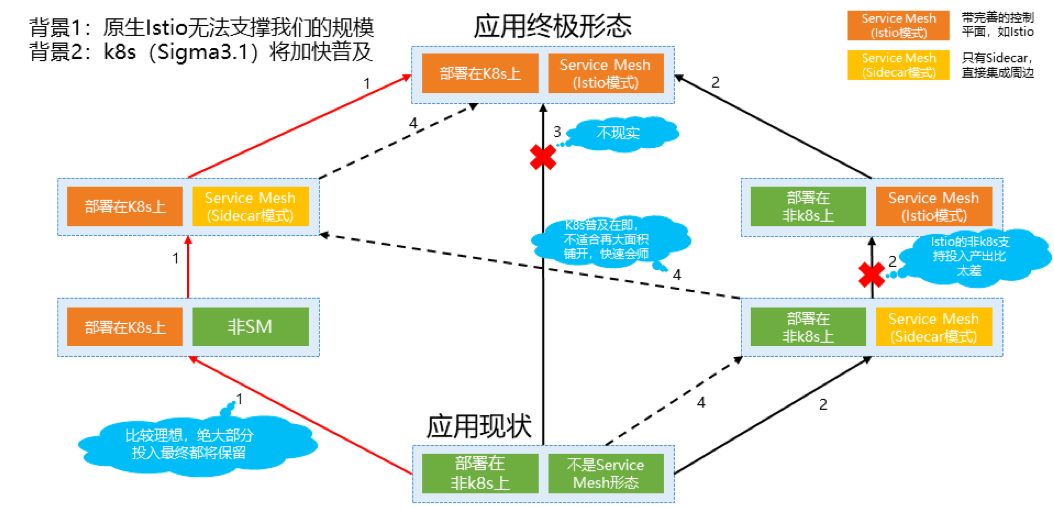 背景1：原生Istio无法支撑我们的规模
背景2：k8s（Sigma3.1）将加快普及
应用终极形态
Service Mesh
(Istio模式)
带完善的控制
平面，如Istio
Service Mesh
(Sidecar模式)
只有Sidecar，
直接集成周边
部署在K8s上
Service Mesh
(Istio模式)
1
4
3
不现实
2
部署在K8s上
Service Mesh
(Sidecar模式)
部署在
非k8s上
Service Mesh
(Istio模式)
K8s普及在即，
不适合再大面积
铺开，快速会师
Istio的非k8s支
持投入产出比
太差
1
4
2
部署在K8s上
非SM
部署在
非k8s上
Service Mesh
(Sidecar模式)
1
4
2
比较理想，绝大部分
投入最终都将保留
应用现状
部署在
非k8s上
不是Service
Mesh形态